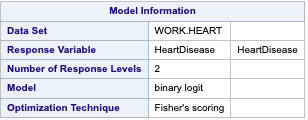 Model Information
Data Set WORK.HEART
Response Variable HeartDisease HeartDisease
Number of Response Levels 2
Model binary logit
Optimization Technique Fisher's scoring